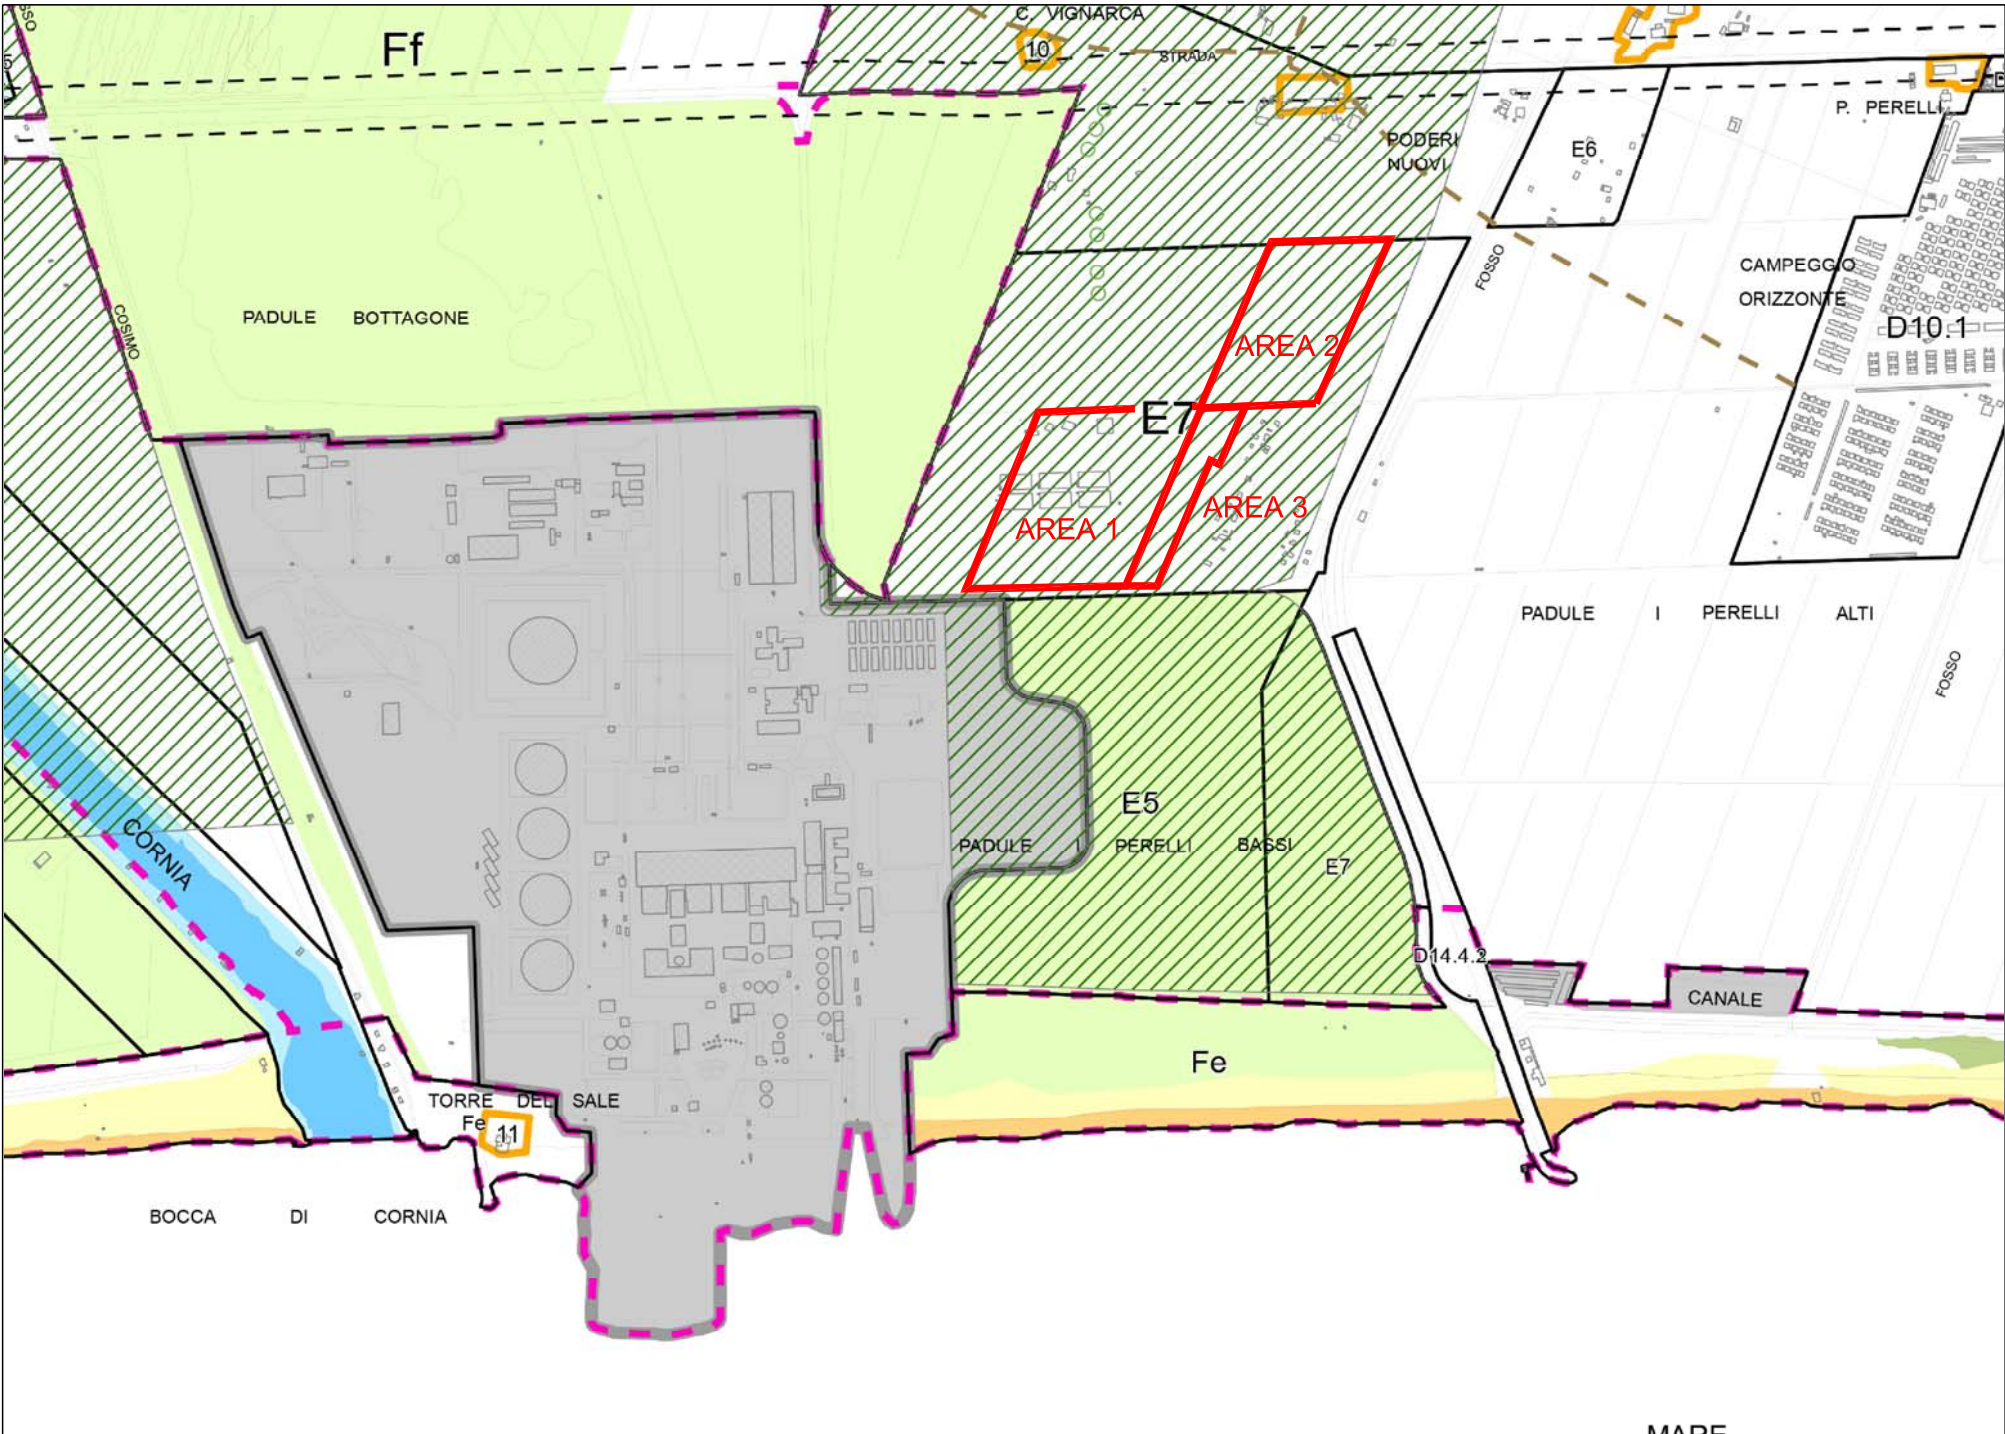 C. VIGNARCA
Ff
10
STRADA
P. PERELLI
PODERI
NUOVI
E6
FOSSO
CAMPEGGIO
ORIZZONTE
D10.1
PADULE BOTTAGONE
COSIMO
AREA 2
E7
AREA 1
AREA 3
PADULE I PERELLI ALTI
FOSSO
E5
PADULE I PERELLI BASSI
E7
CORNIA
D14.4.2
CANALE
Fe
TORRE DEL SALE
Fe
11
BOCCA DI CORNIA